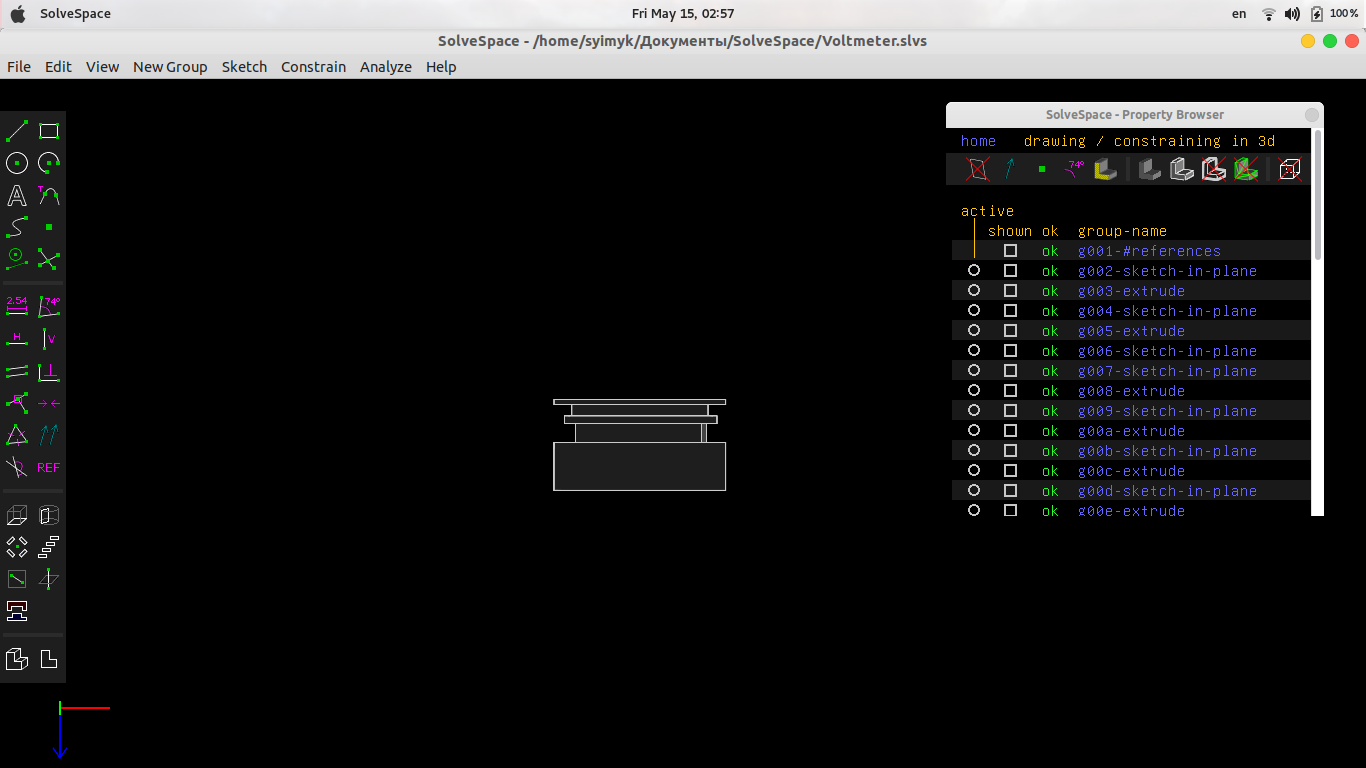 SolveSpace
Fri May 15, 02:57
en
100%
SolveSpace - /home/syimyk/Документы/SolveSpace/Voltmeter.slvs
File Edit View New Group Sketch Constrain Analyze Help
SolveSpace - Property Browser
home drawing / constraining in 3d
74°
active
shown ok group-name
ok g001-#references
ok g002-sketch-in-plane
ok g003-extrude
ok g004-sketch-in-plane
ok g005-extrude
ok g006-sketch-in-plane
ok g007-sketch-in-plane
ok g008-extrude
ok g009-sketch-in-plane
ok g00a-extrude
ok g00b-sketch-in-plane
ok g00c-extrude
ok g00d-sketch-in-plane
ok g00e-extrude
A T
2.54 74°
H V
REF